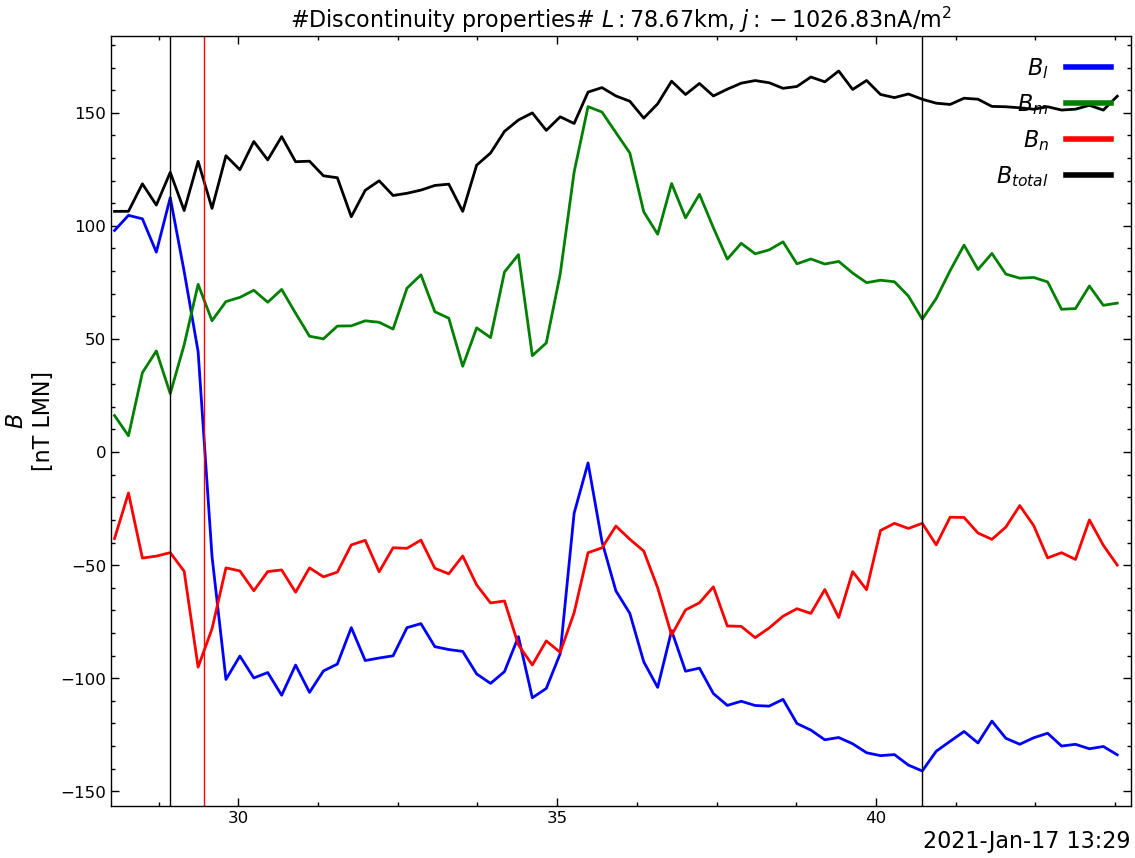 #Discontinuity properties# L : 78.67km, j : −1026.83nA/m²
B
[nT LMN]
150
100
50
0
−50
−100
−150
B_l
B_m
B_n
B_total
30
35
40
2021-Jan-17 13:29